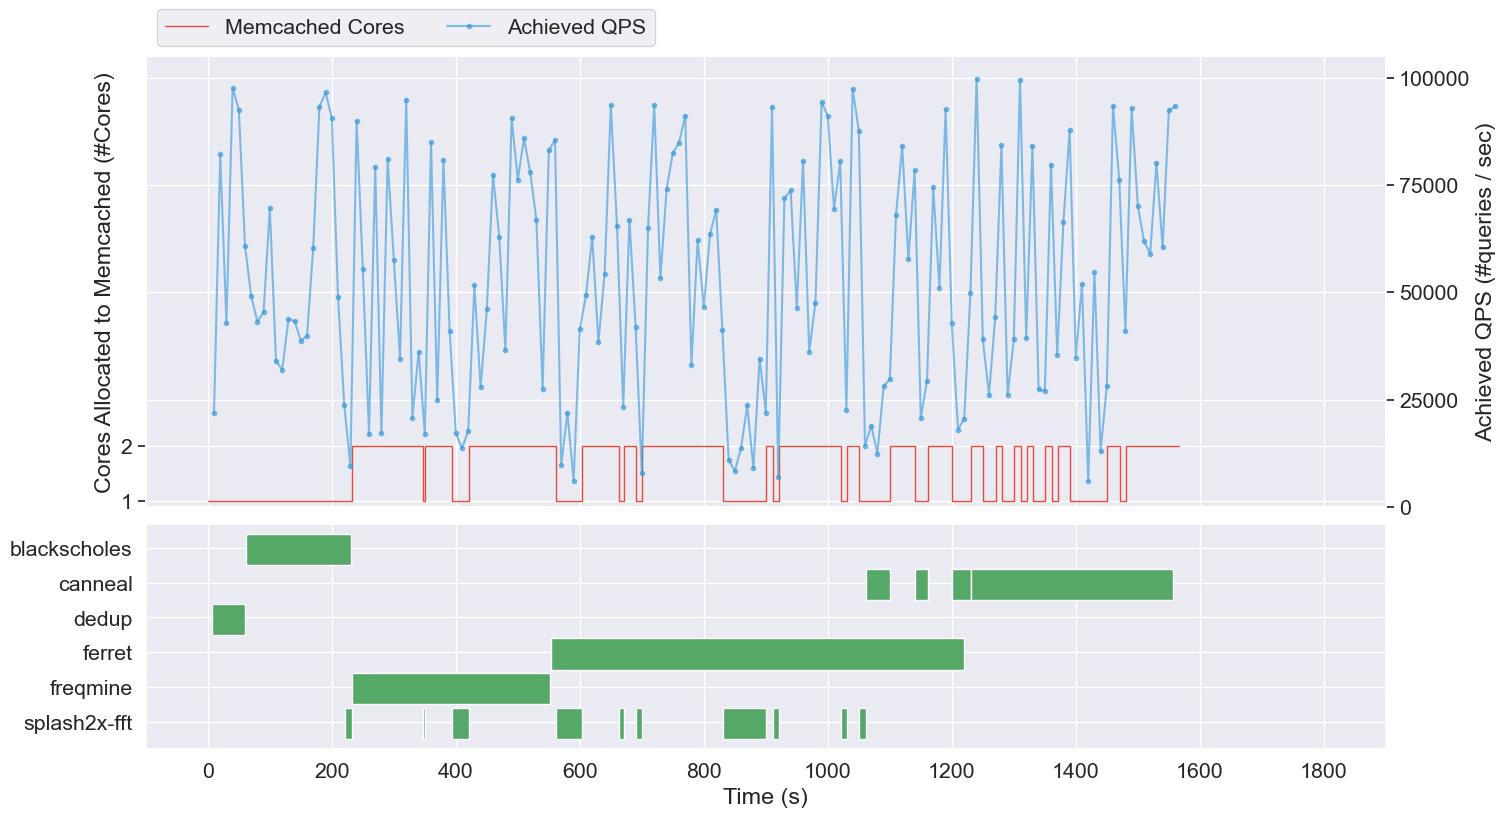 Memcached Cores
Achieved QPS
Cores Allocated to Memcached (#Cores)
2
1
100000
75000
50000
25000
0
Achieved QPS (#queries / sec)
blackscholes
canneal
dedup
ferret
freqmine
splash2x-fft
0 200 400 600 800 1000 1200 1400 1600 1800
Time (s)